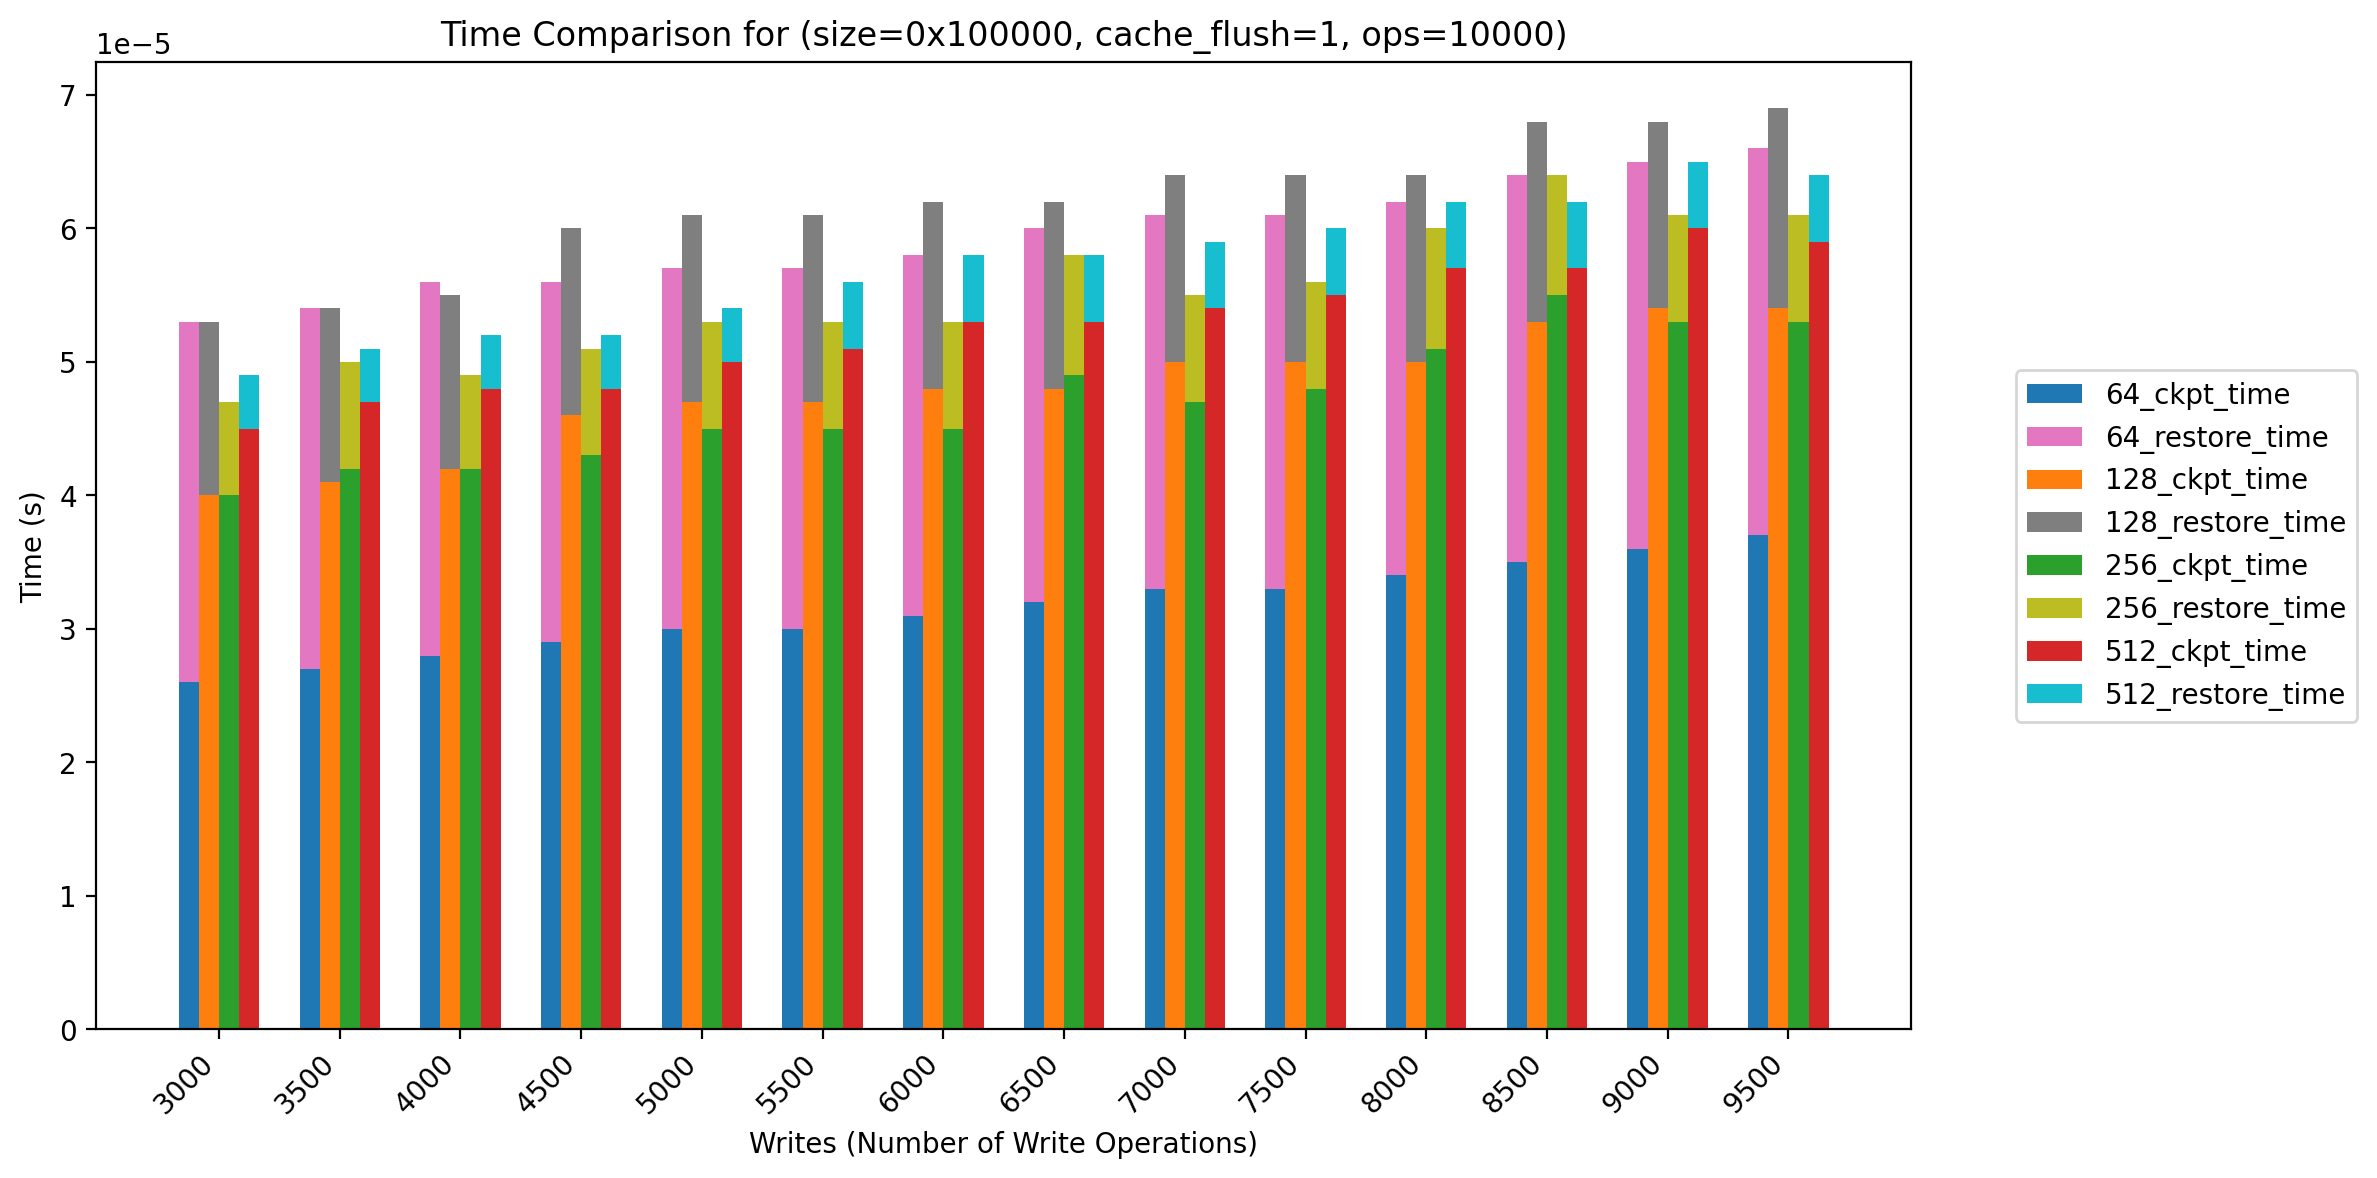 Time Comparison for (size=0x100000, cache_flush=1, ops=10000)
1e−5
7
6
5
4
3
2
1
0
Time (s)
3000
3500
4000
4500
5000
5500
6000
6500
7000
7500
8000
8500
9000
9500
Writes (Number of Write Operations)
64_ckpt_time
64_restore_time
128_ckpt_time
128_restore_time
256_ckpt_time
256_restore_time
512_ckpt_time
512_restore_time